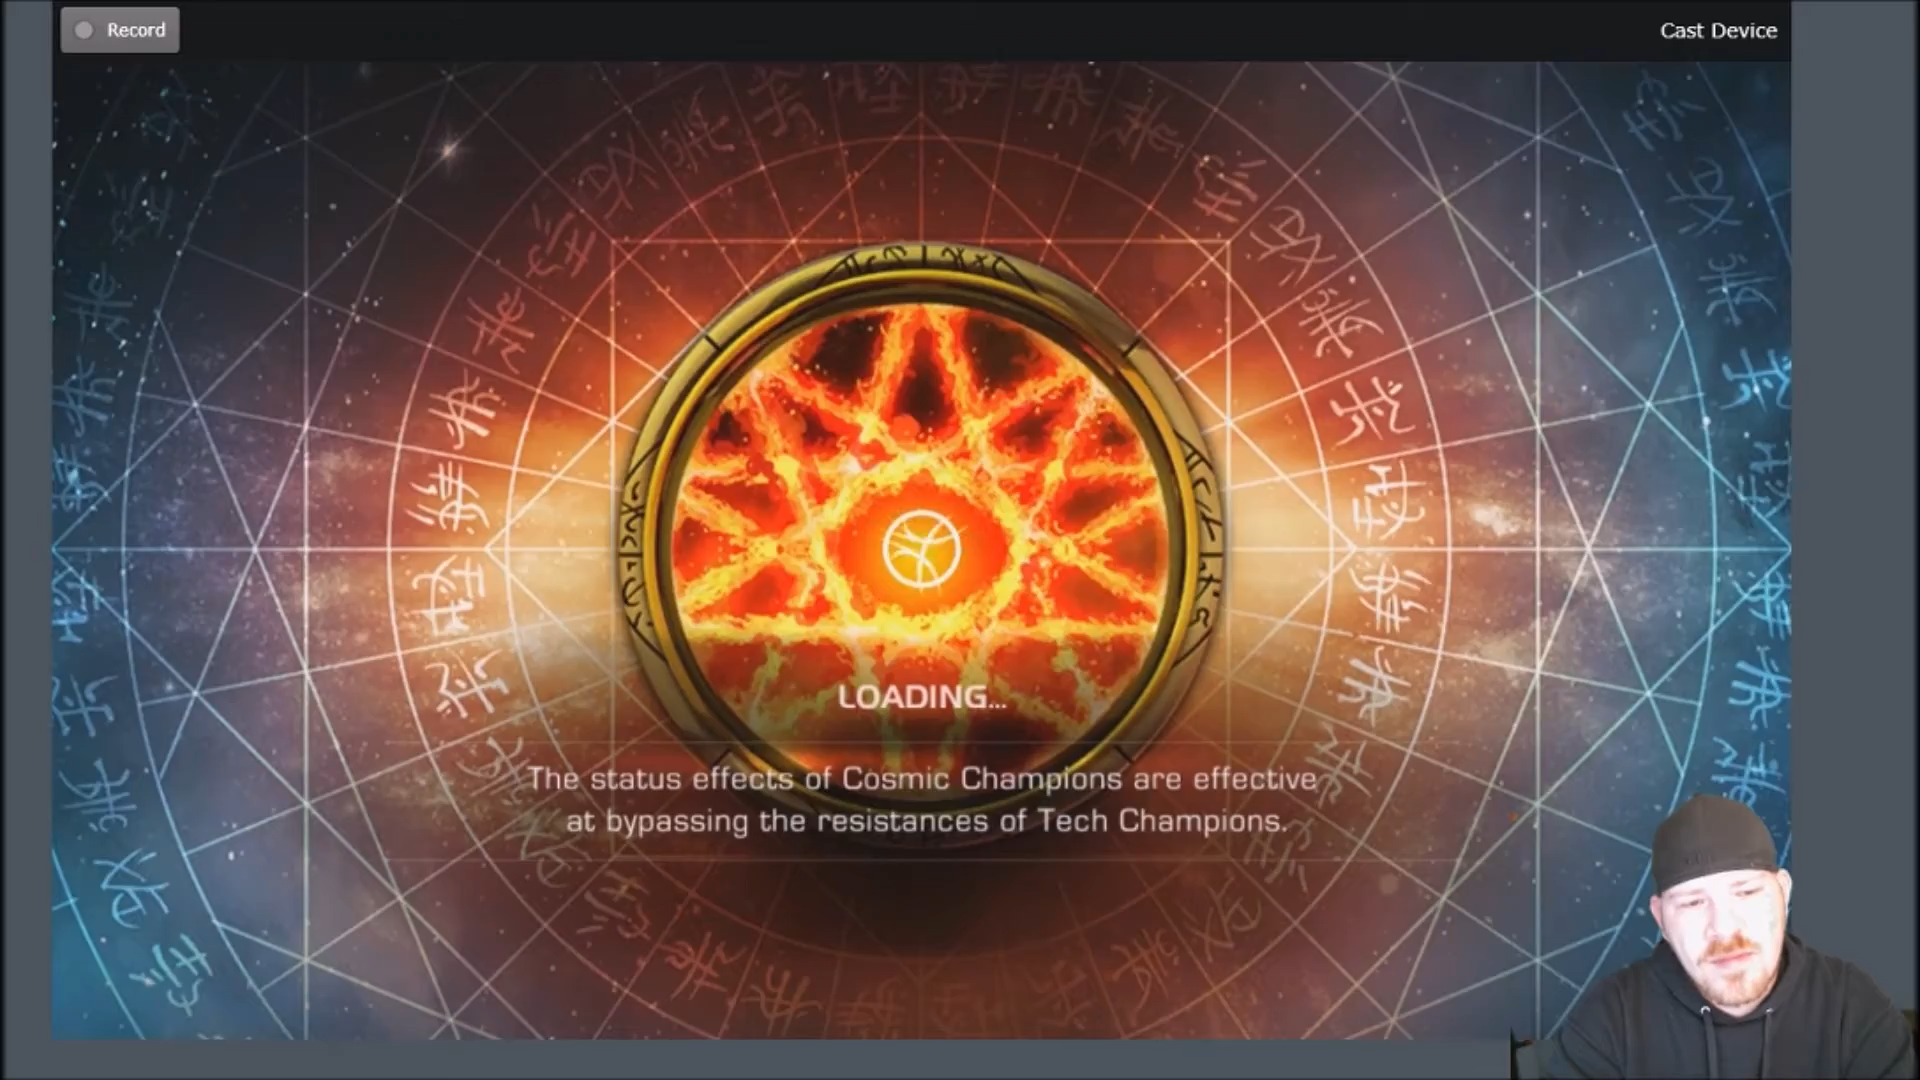 Record
Cast Device
LOADING...
The status effects of Cosmic Champions are effective
at bypassing the resistances of Tech Champions.